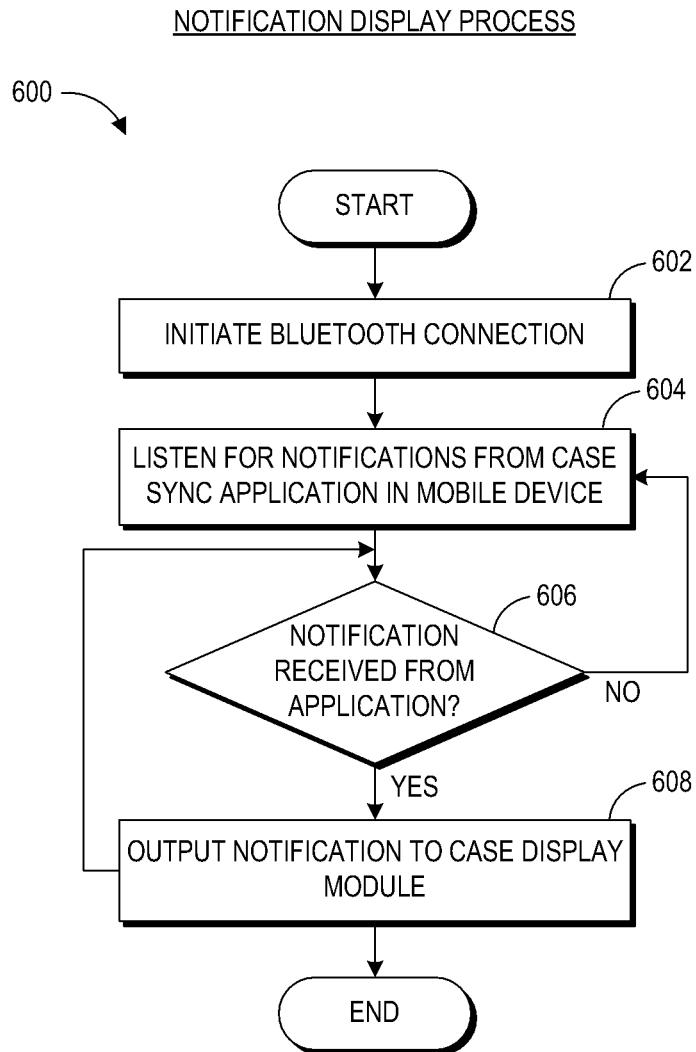 NOTIFICATION DISPLAY PROCESS
600
START
602
INITIATE BLUETOOTH CONNECTION
604
LISTEN FOR NOTIFICATIONS FROM CASE
SYNC APPLICATION IN MOBILE DEVICE
606
NOTIFICATION
RECEIVED FROM
APPLICATION?
NO
YES
608
OUTPUT NOTIFICATION TO CASE DISPLAY
MODULE
END